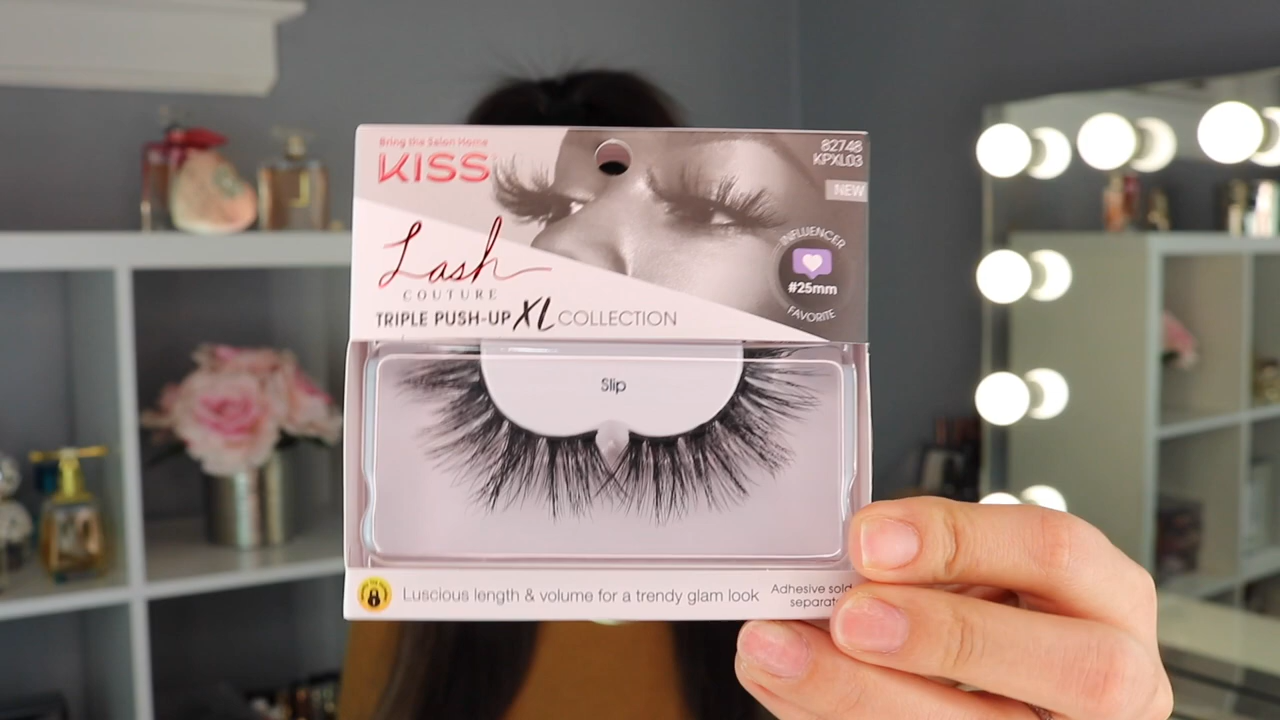 Bring the Salon Home
KISS
82748
KPXL03
NEW
Lash
COUTURE
TRIPLE PUSH-UP XL COLLECTION
INFLUENCER
#25mm
FAVORITE
Slip
Luscious length & volume for a trendy glam look
Adhesive sold